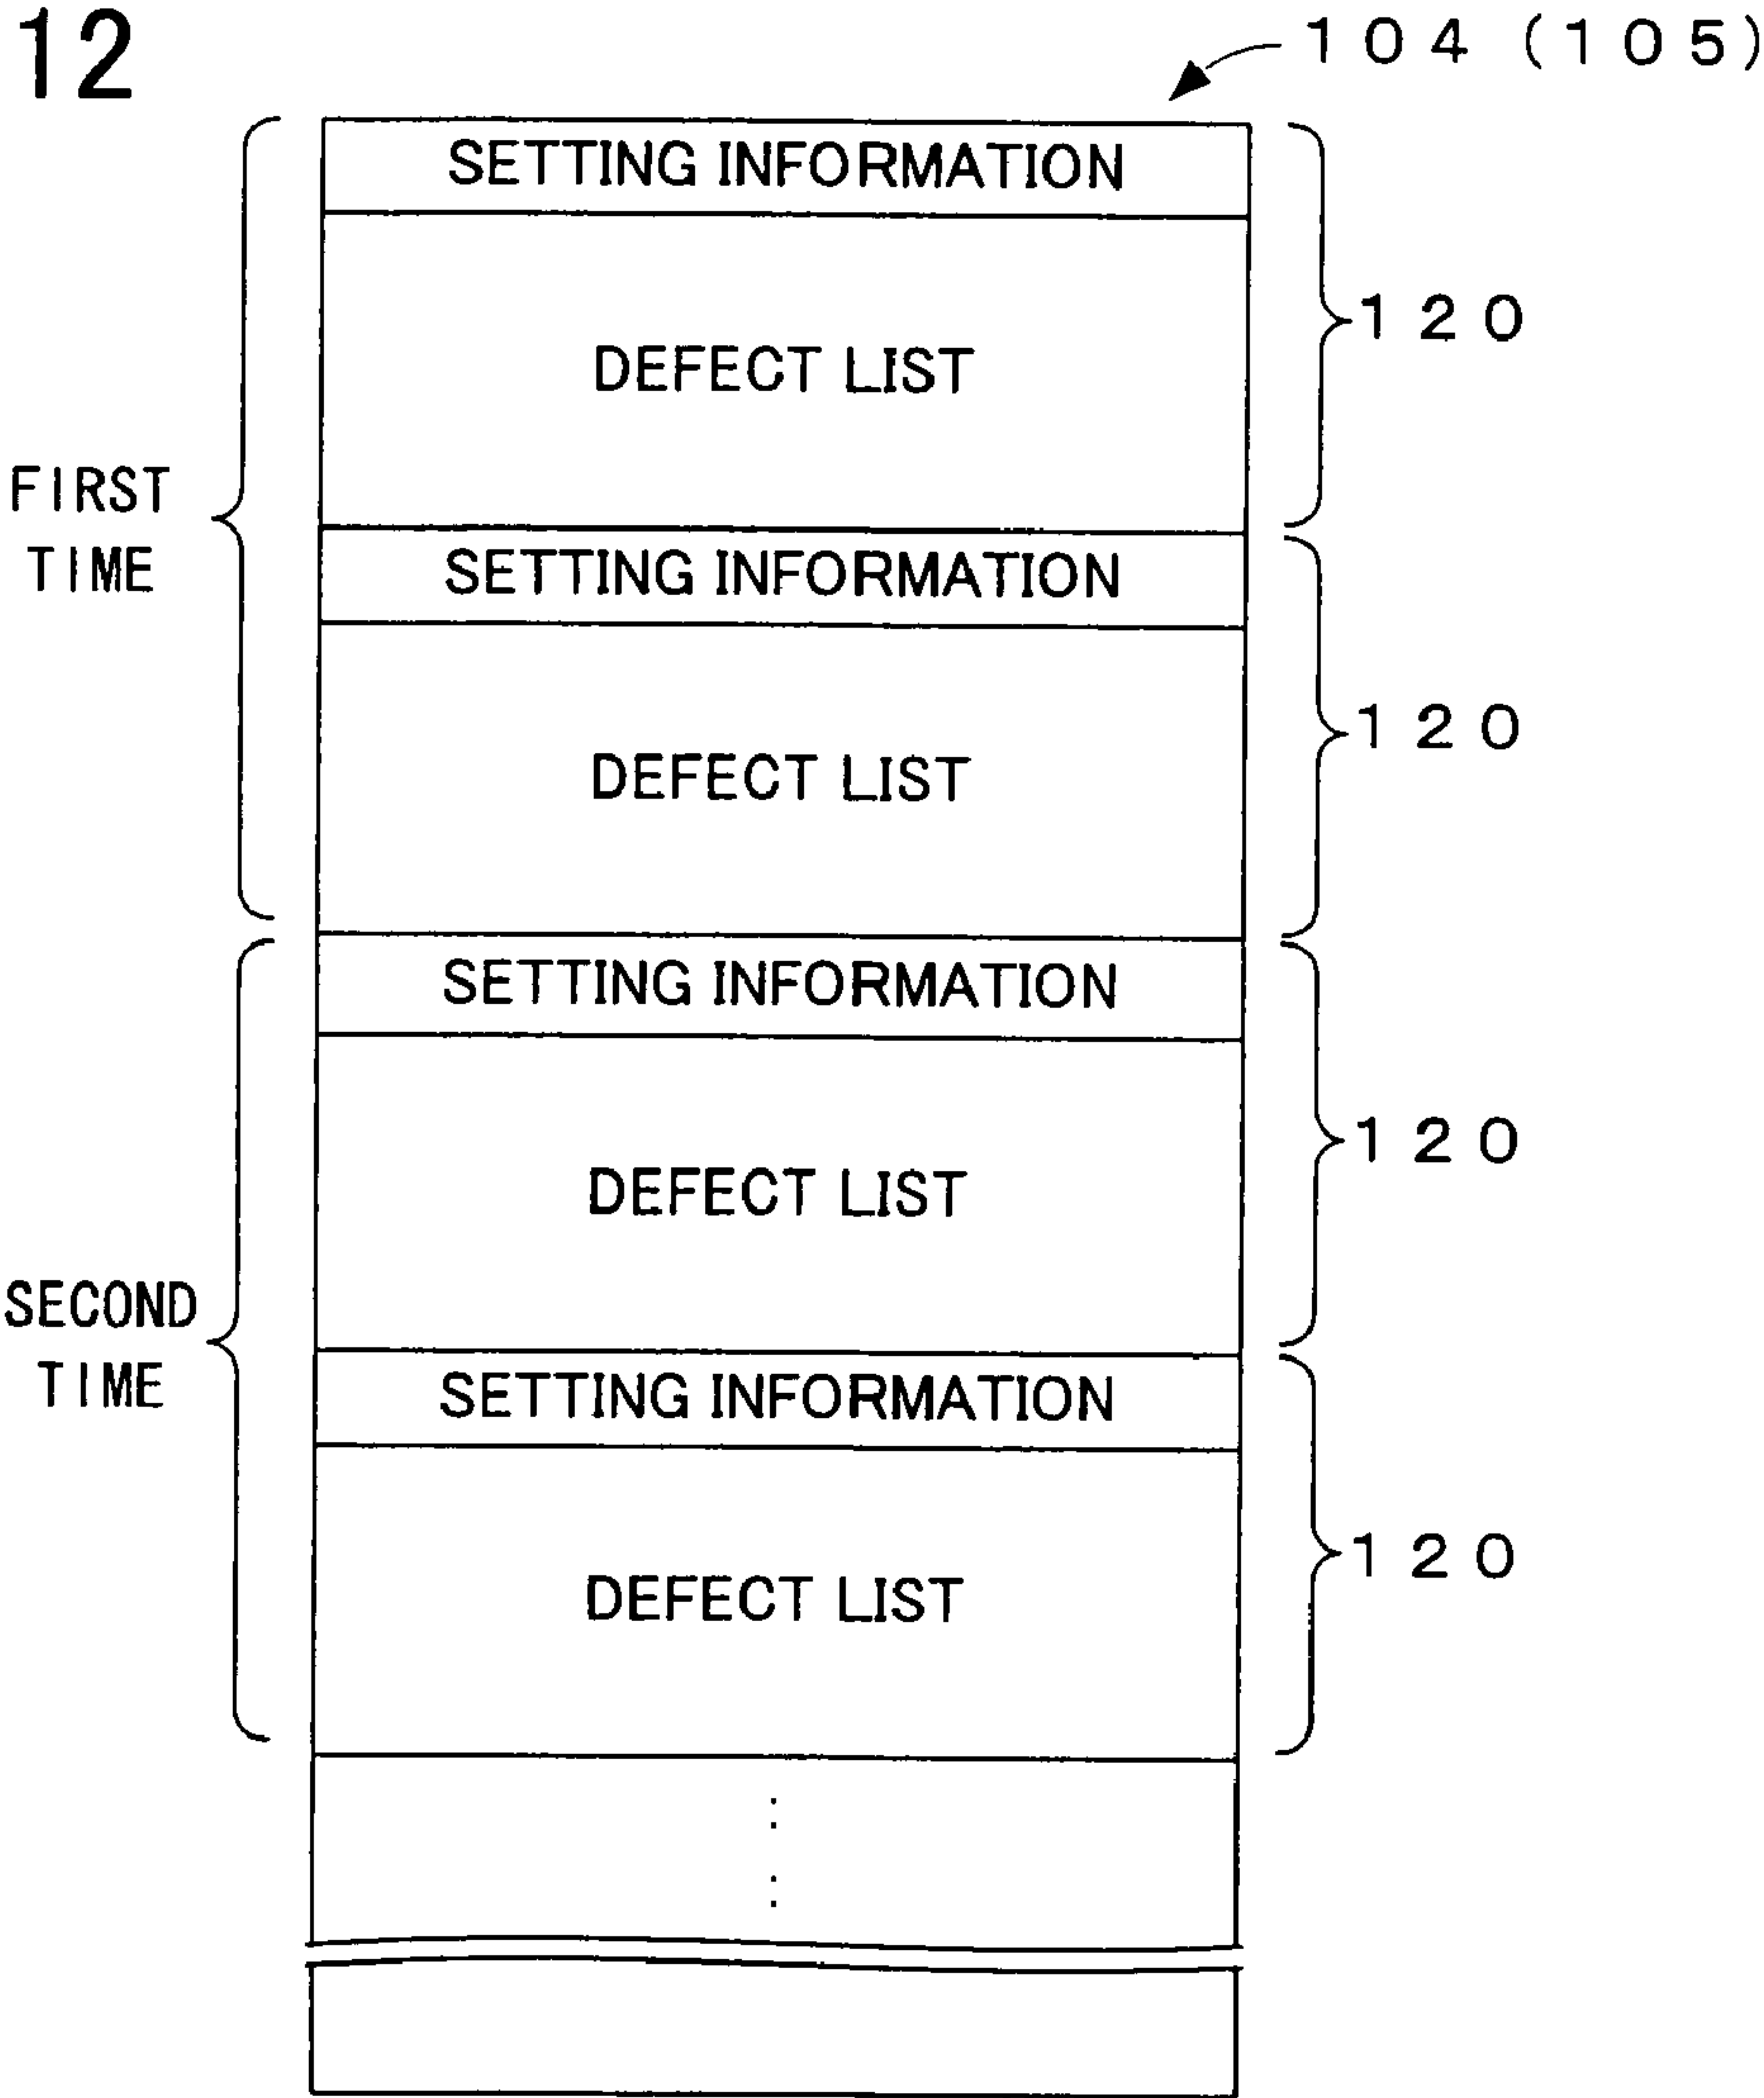 12
104 (105)
SETTING INFORMATION
DEFECT LIST
120
FIRST
TIME
SETTING INFORMATION
DEFECT LIST
120
SETTING INFORMATION
DEFECT LIST
120
SECOND
TIME
SETTING INFORMATION
DEFECT LIST
120